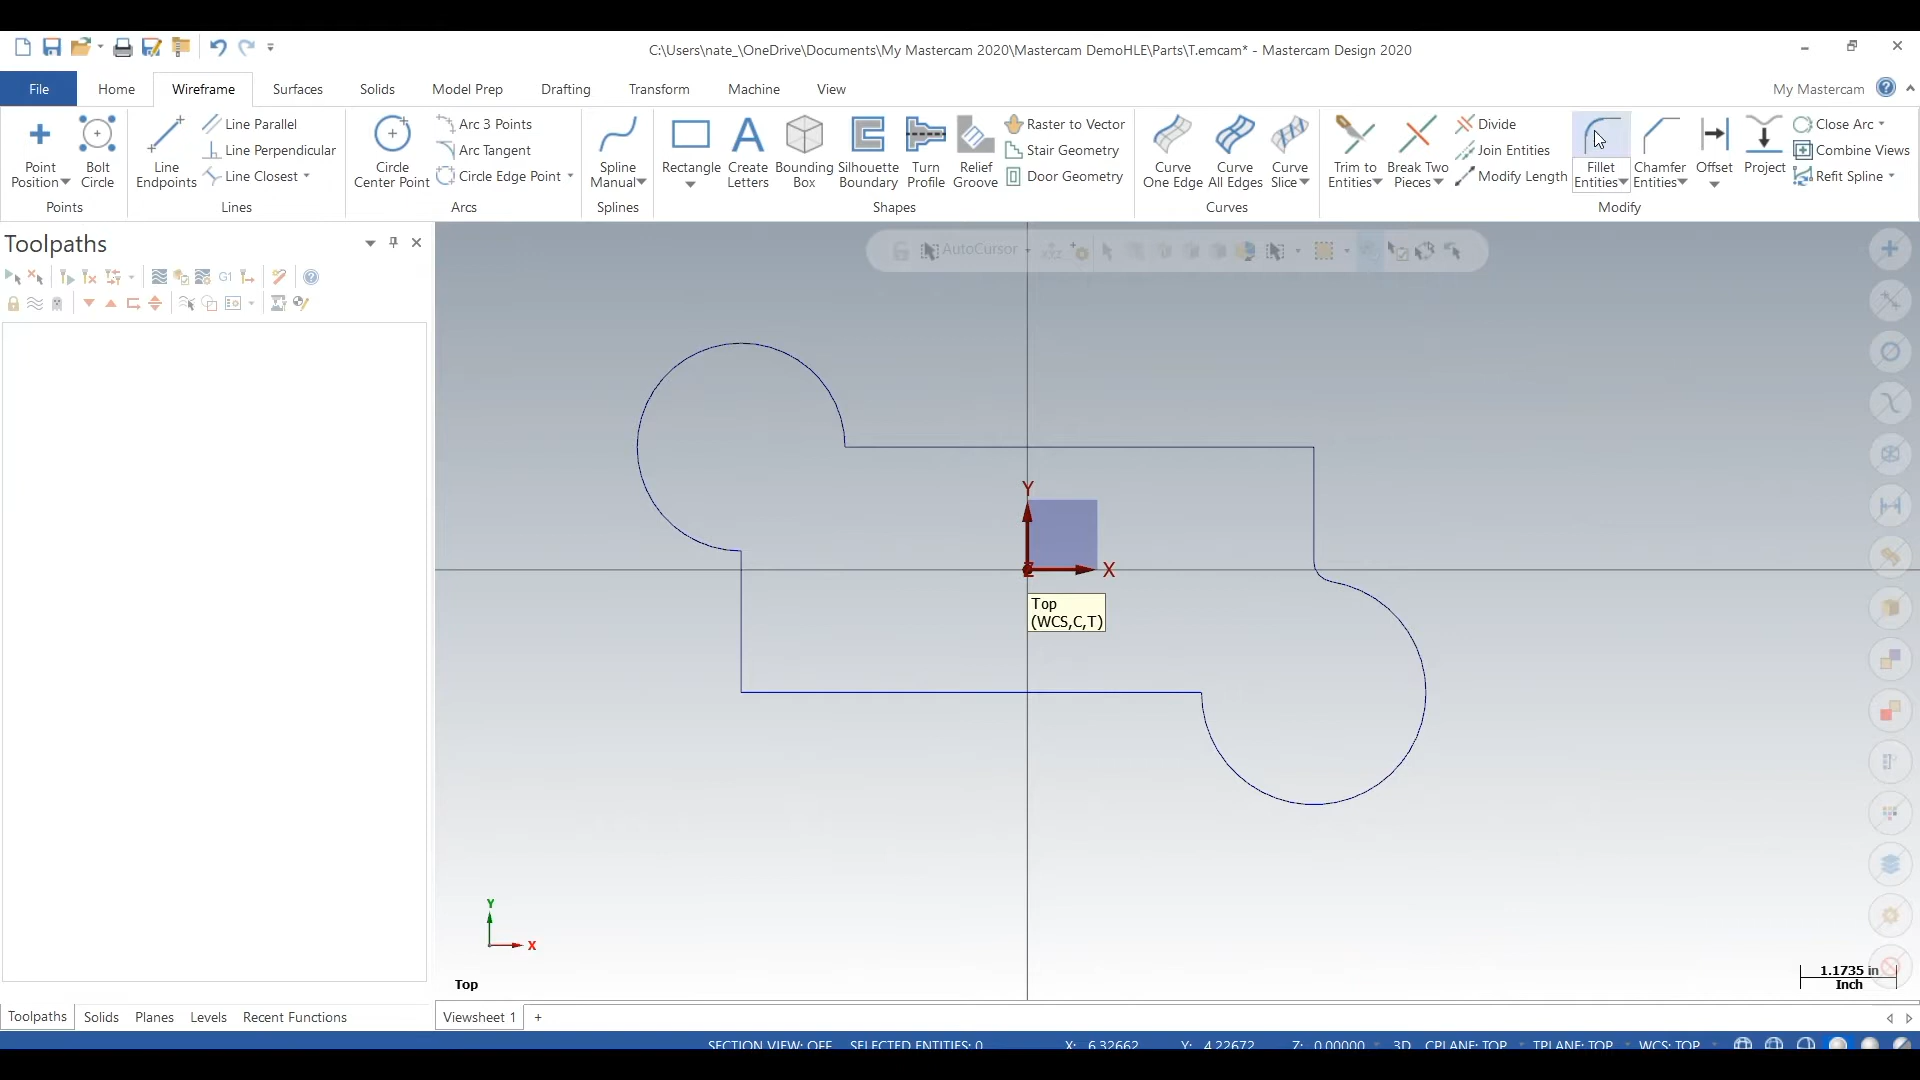 C:\Users\nate_\OneDrive\Documents\My Mastercam 2020\Mastercam DemoHLE\Parts\T.emcam* - Mastercam Design 2020
File Home Wireframe Surfaces Solids Model Prep Drafting Transform Machine View My Mastercam
Point Position
Bolt Circle
Points
Line Endpoints
Line Parallel
Line Perpendicular
Line Closest
Lines
Circle Center Point
Arc 3 Points
Arc Tangent
Circle Edge Point
Arcs
Spline Manual
Splines
Rectangle
Create Letters
Bounding Box
Silhouette Boundary
Turn Profile
Relief Groove
Raster to Vector
Stair Geometry
Door Geometry
Shapes
Curve One Edge
Curve All Edges
Curve Slice
Curves
Trim to Entities
Break Two Pieces
Divide
Join Entities
Modify Length
Fillet Entities
Chamfer Entities
Offset
Project
Close Arc
Combine Views
Refit Spline
Modify
Toolpaths
G1
AutoCursor
Y
X
Z
Top
(WCS,C,T)
Y
X
Top
1.1735 in
Inch
Toolpaths Solids Planes Levels Recent Functions
Viewsheet 1 +
SECTION VIEW: OFF SELECTED ENTITIES: 0 X: 6.32662 Y: 4.22672 Z: 0.00000 3D CPLANE: TOP TPLANE: TOP WCS: TOP